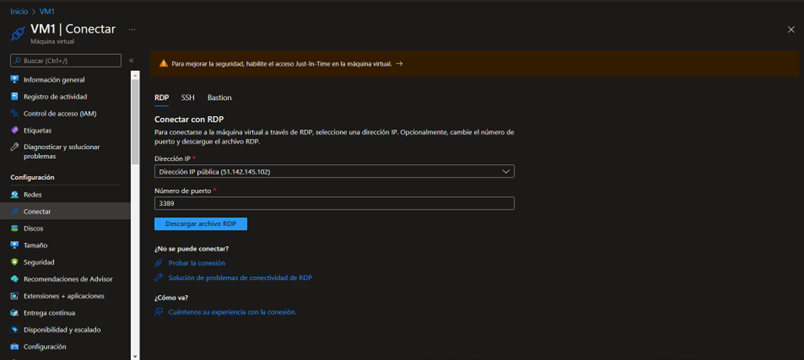 Inicio > VM1
VM1 | Conectar ...
Máquina virtual
Buscar (Ctrl+/)
«
Información general
Registro de actividad
Control de acceso (IAM)
Etiquetas
Diagnosticar y solucionar
problemas
Configuración
Redes
Conectar
Discos
Tamaño
Seguridad
Recomendaciones de Advisor
Extensiones + aplicaciones
Entrega continua
Disponibilidad y escalado
Configuración
Para mejorar la seguridad, habilite el acceso Just-In-Time en la máquina virtual. →
RDP SSH Bastion
Conectar con RDP
Para conectarse a la máquina virtual a través de RDP, seleccione una dirección IP. Opcionalmente, cambie el número de
puerto y descargue el archivo RDP.
Dirección IP *
Dirección IP pública (51.142.145.102)
Número de puerto *
3389
Descargar archivo RDP
¿No se puede conectar?
Probar la conexión
Solución de problemas de conectividad de RDP
¿Cómo va?
Cuéntenos su experiencia con la conexión.